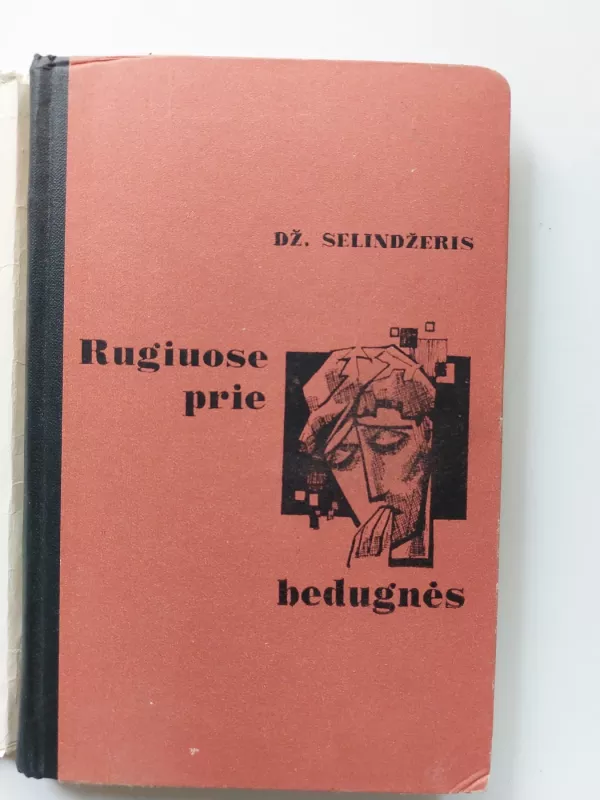 DŽ. SELINDŽERIS
Rugiuose
prie
bedugnės